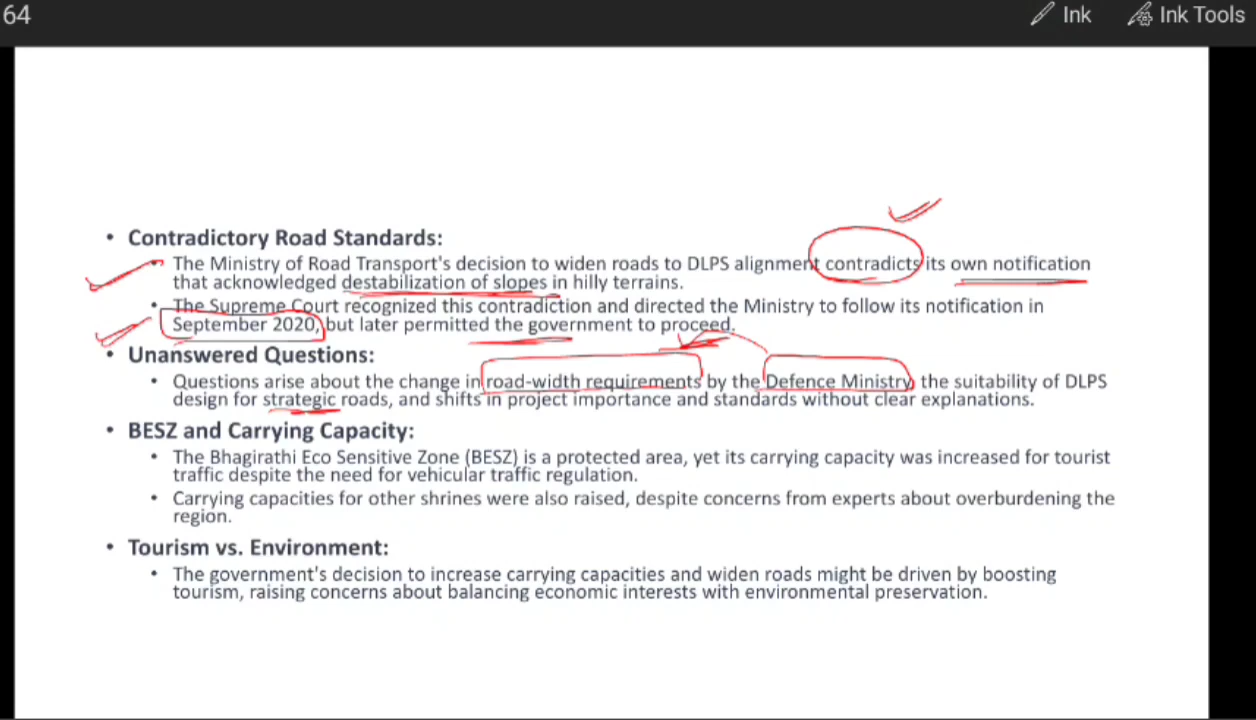 64
Ink
Ink Tools
• Contradictory Road Standards:
• The Ministry of Road Transport's decision to widen roads to DLPS alignment contradicts its own notification
that acknowledged destabilization of slopes in hilly terrains.
• The Supreme Court recognized this contradiction and directed the Ministry to follow its notification in
September 2020, but later permitted the government to proceed.
• Unanswered Questions:
• Questions arise about the change in road-width requirements by the Defence Ministry, the suitability of DLPS
design for strategic roads, and shifts in project importance and standards without clear explanations.
• BESZ and Carrying Capacity:
• The Bhagirathi Eco Sensitive Zone (BESZ) is a protected area, yet its carrying capacity was increased for tourist
traffic despite the need for vehicular traffic regulation.
• Carrying capacities for other shrines were also raised, despite concerns from experts about overburdening the
region.
• Tourism vs. Environment:
• The government's decision to increase carrying capacities and widen roads might be driven by boosting
tourism, raising concerns about balancing economic interests with environmental preservation.